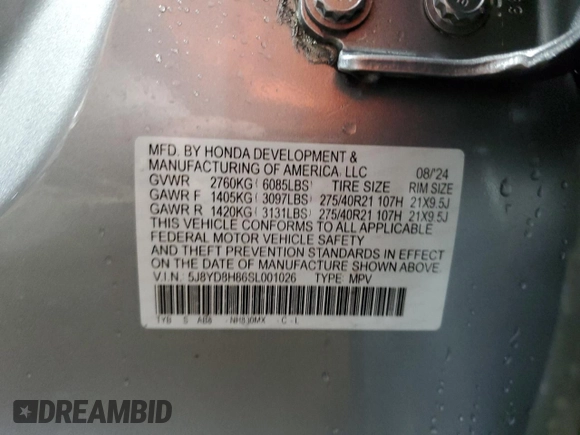 MFD. BY HONDA DEVELOPMENT &
MANUFACTURING OF AMERICA, LLC 08/'24
GVWR 2760KG( 6085LBS) TIRE SIZE RIM SIZE
GAWR F 1405KG( 3097LBS) 275/40R21 107H 21X9.5J
GAWR R 1420KG( 3131LBS) 275/40R21 107H 21X9.5J
THIS VEHICLE CONFORMS TO ALL APPLICABLE
FEDERAL MOTOR VEHICLE SAFETY
AND THEFT PREVENTION STANDARDS IN EFFECT
ON THE DATE OF MANUFACTURE SHOWN ABOVE.
V.I.N: 5J8YD8H86SL001026 TYPE: MPV
TYB S AB8 C - L
DREAMBID